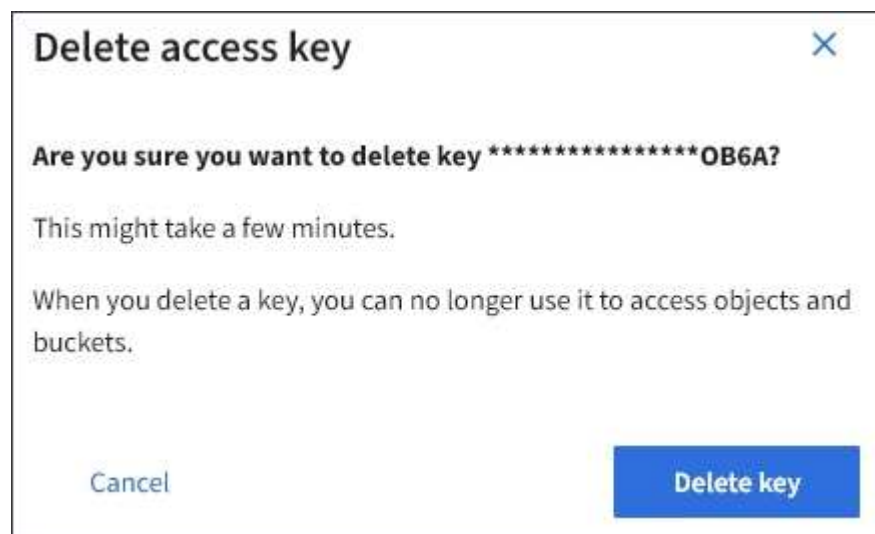 Delete access key
Are you sure you want to delete key ****************OB6A?
This might take a few minutes.
When you delete a key, you can no longer use it to access objects and
buckets.
Cancel
Delete key